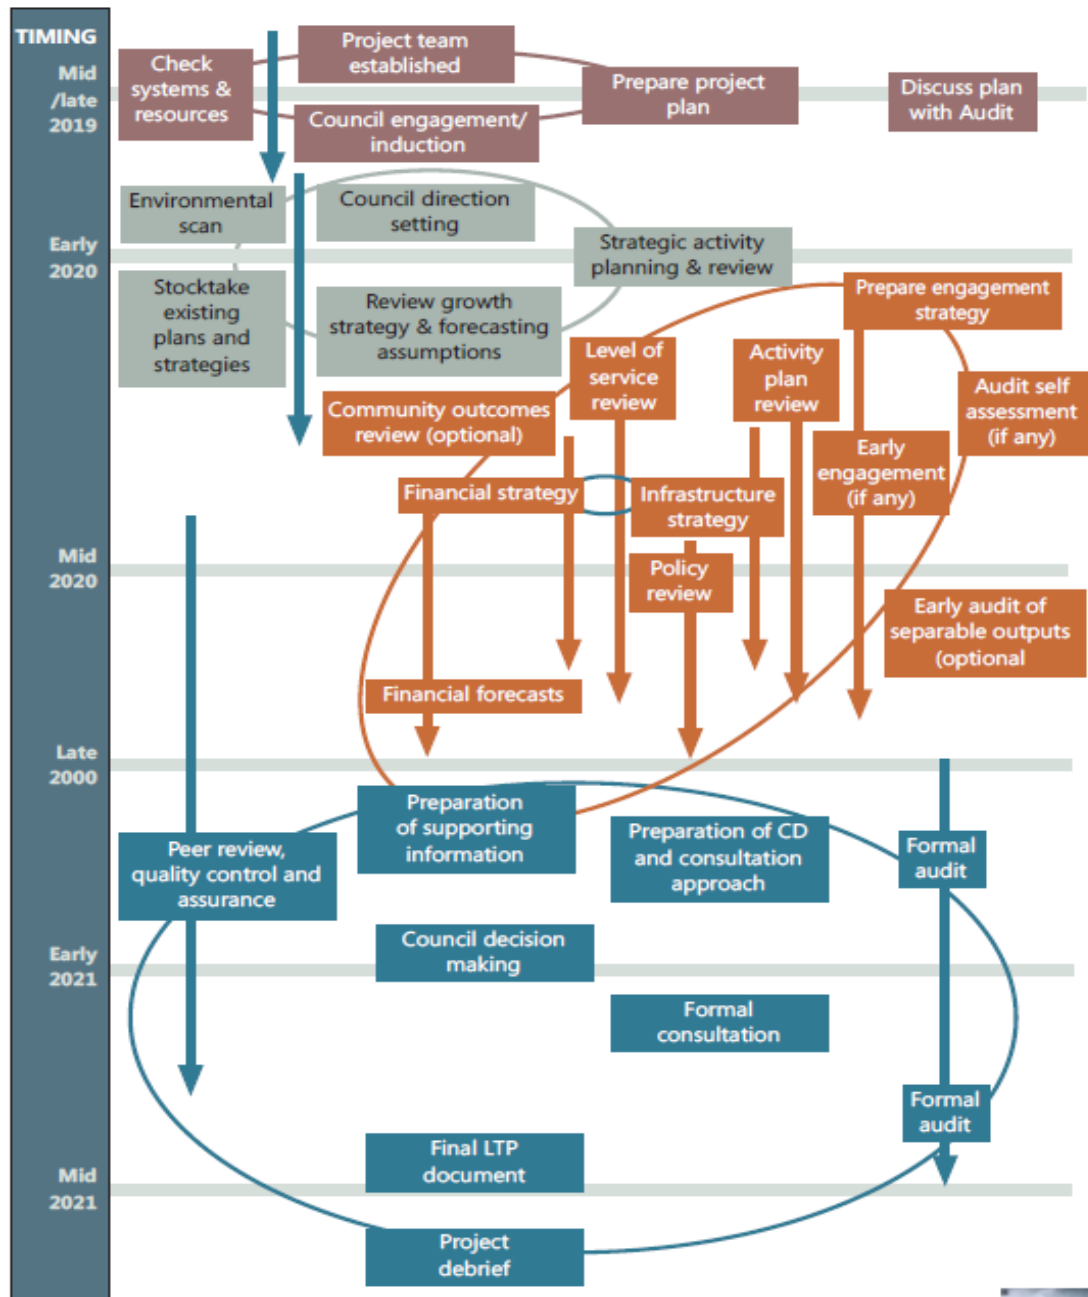 TIMING
Mid
/late
2019
Check
systems &
resources
Project team
established
Council engagement/
induction
Prepare project
plan
Discuss plan
with Audit
Environmental
scan
Council direction
setting
Early
2020
Strategic activity
planning & review
Stocktake
existing
plans and
strategies
Review growth
strategy & forecasting
assumptions
Prepare engagement
strategy
Level of
service
review
Activity
plan
review
Audit self
assessment
(if any)
Community outcomes
review (optional)
Early
engagement
(if any)
Financial strategy
Infrastructure
strategy
Mid
2020
Policy
review
Early audit of
separable outputs
(optional
Financial forecasts
Late
2000
Preparation
of supporting
information
Preparation of CD
and consultation
approach
Peer review,
quality control and
assurance
Formal
audit
Early
2021
Council decision
making
Formal
consultation
Formal
audit
Final LTP
document
Mid
2021
Project
debrief